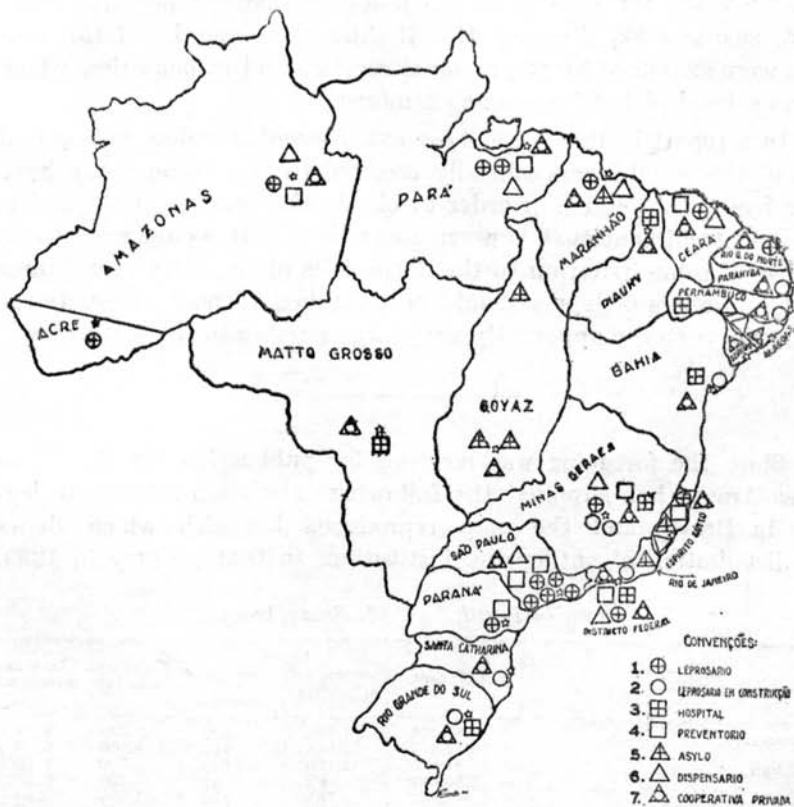 AMAZONAS
PARA'
ACRE
MATTO GROSSO
GOYAZ
MARANHÃO
PIAUHY
CEARÁ
RIO G. DO NORTE
PARAHYBA
PERNAMBUCO
ALAGOAS
BAHIA
MINAS GERAES
ESPIRITO SANTO
RIO DE JANEIRO
SÃO PAULO
PARANA'
DISTRICTO FEDERAL
SANTA CATHARINA
RIO GRANDE DO SUL
CONVENÇÕES:
1. LEPROSARIO
2. LEPROSARIO EM CONSTRUCÇÃO
3. HOSPITAL
4. PREVENTORIO
5. ASYLO
6. DISPENSARIO
7. COOPERATIVA PRIVADA